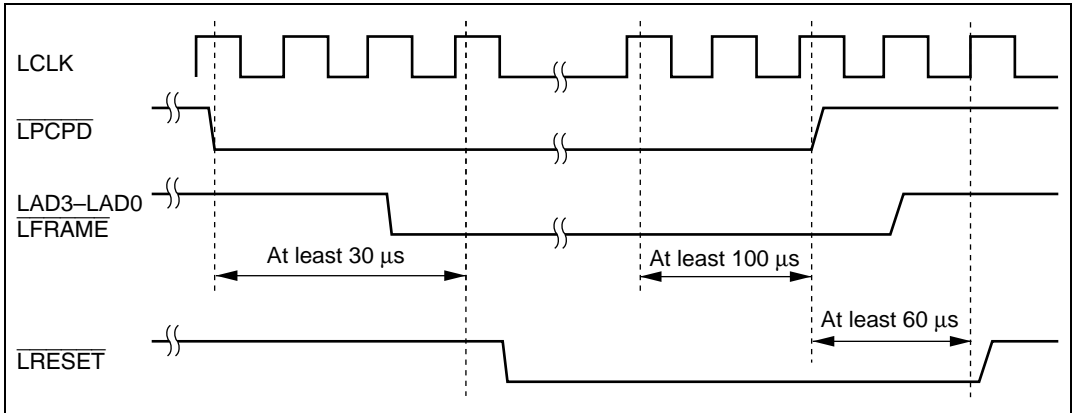 LCLK
LPCPD
LAD3–LAD0
LFRAME
At least 30 μs
At least 100 μs
At least 60 μs
LRESET